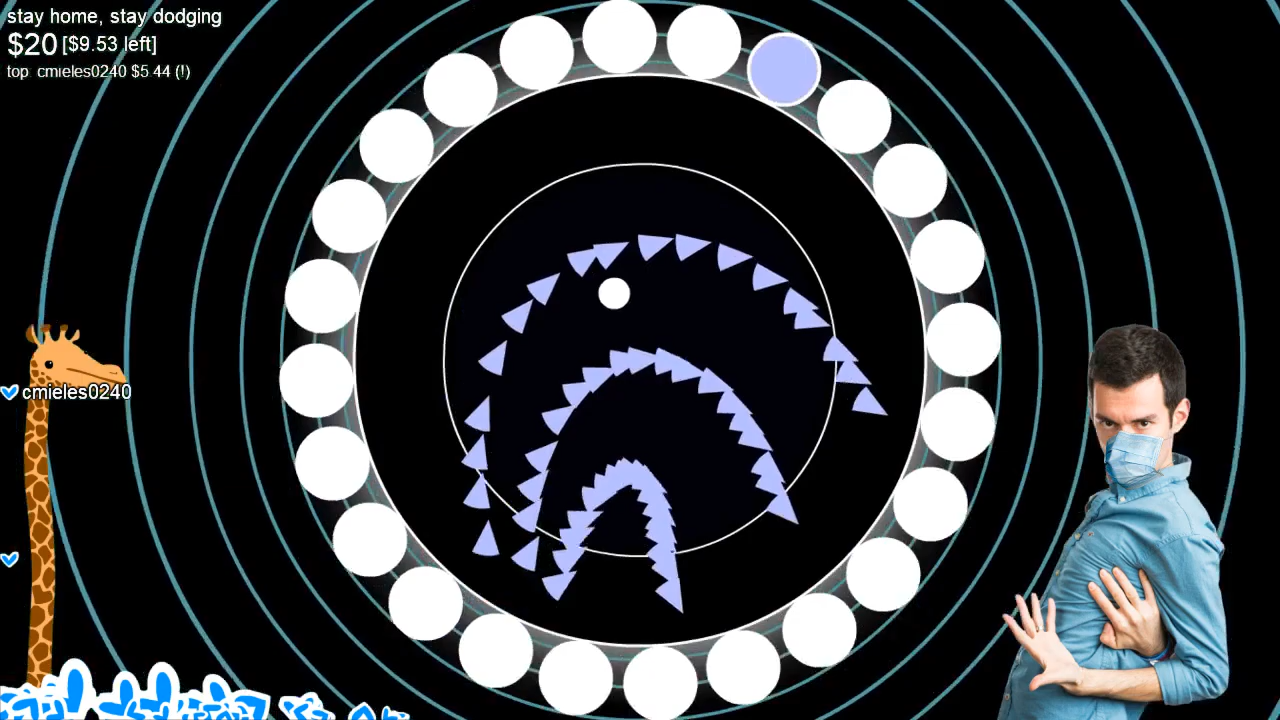 stay home, stay dodging
$20 [$9.53 left]
top: cmieles0240 $5.44 (!)
cmieles0240